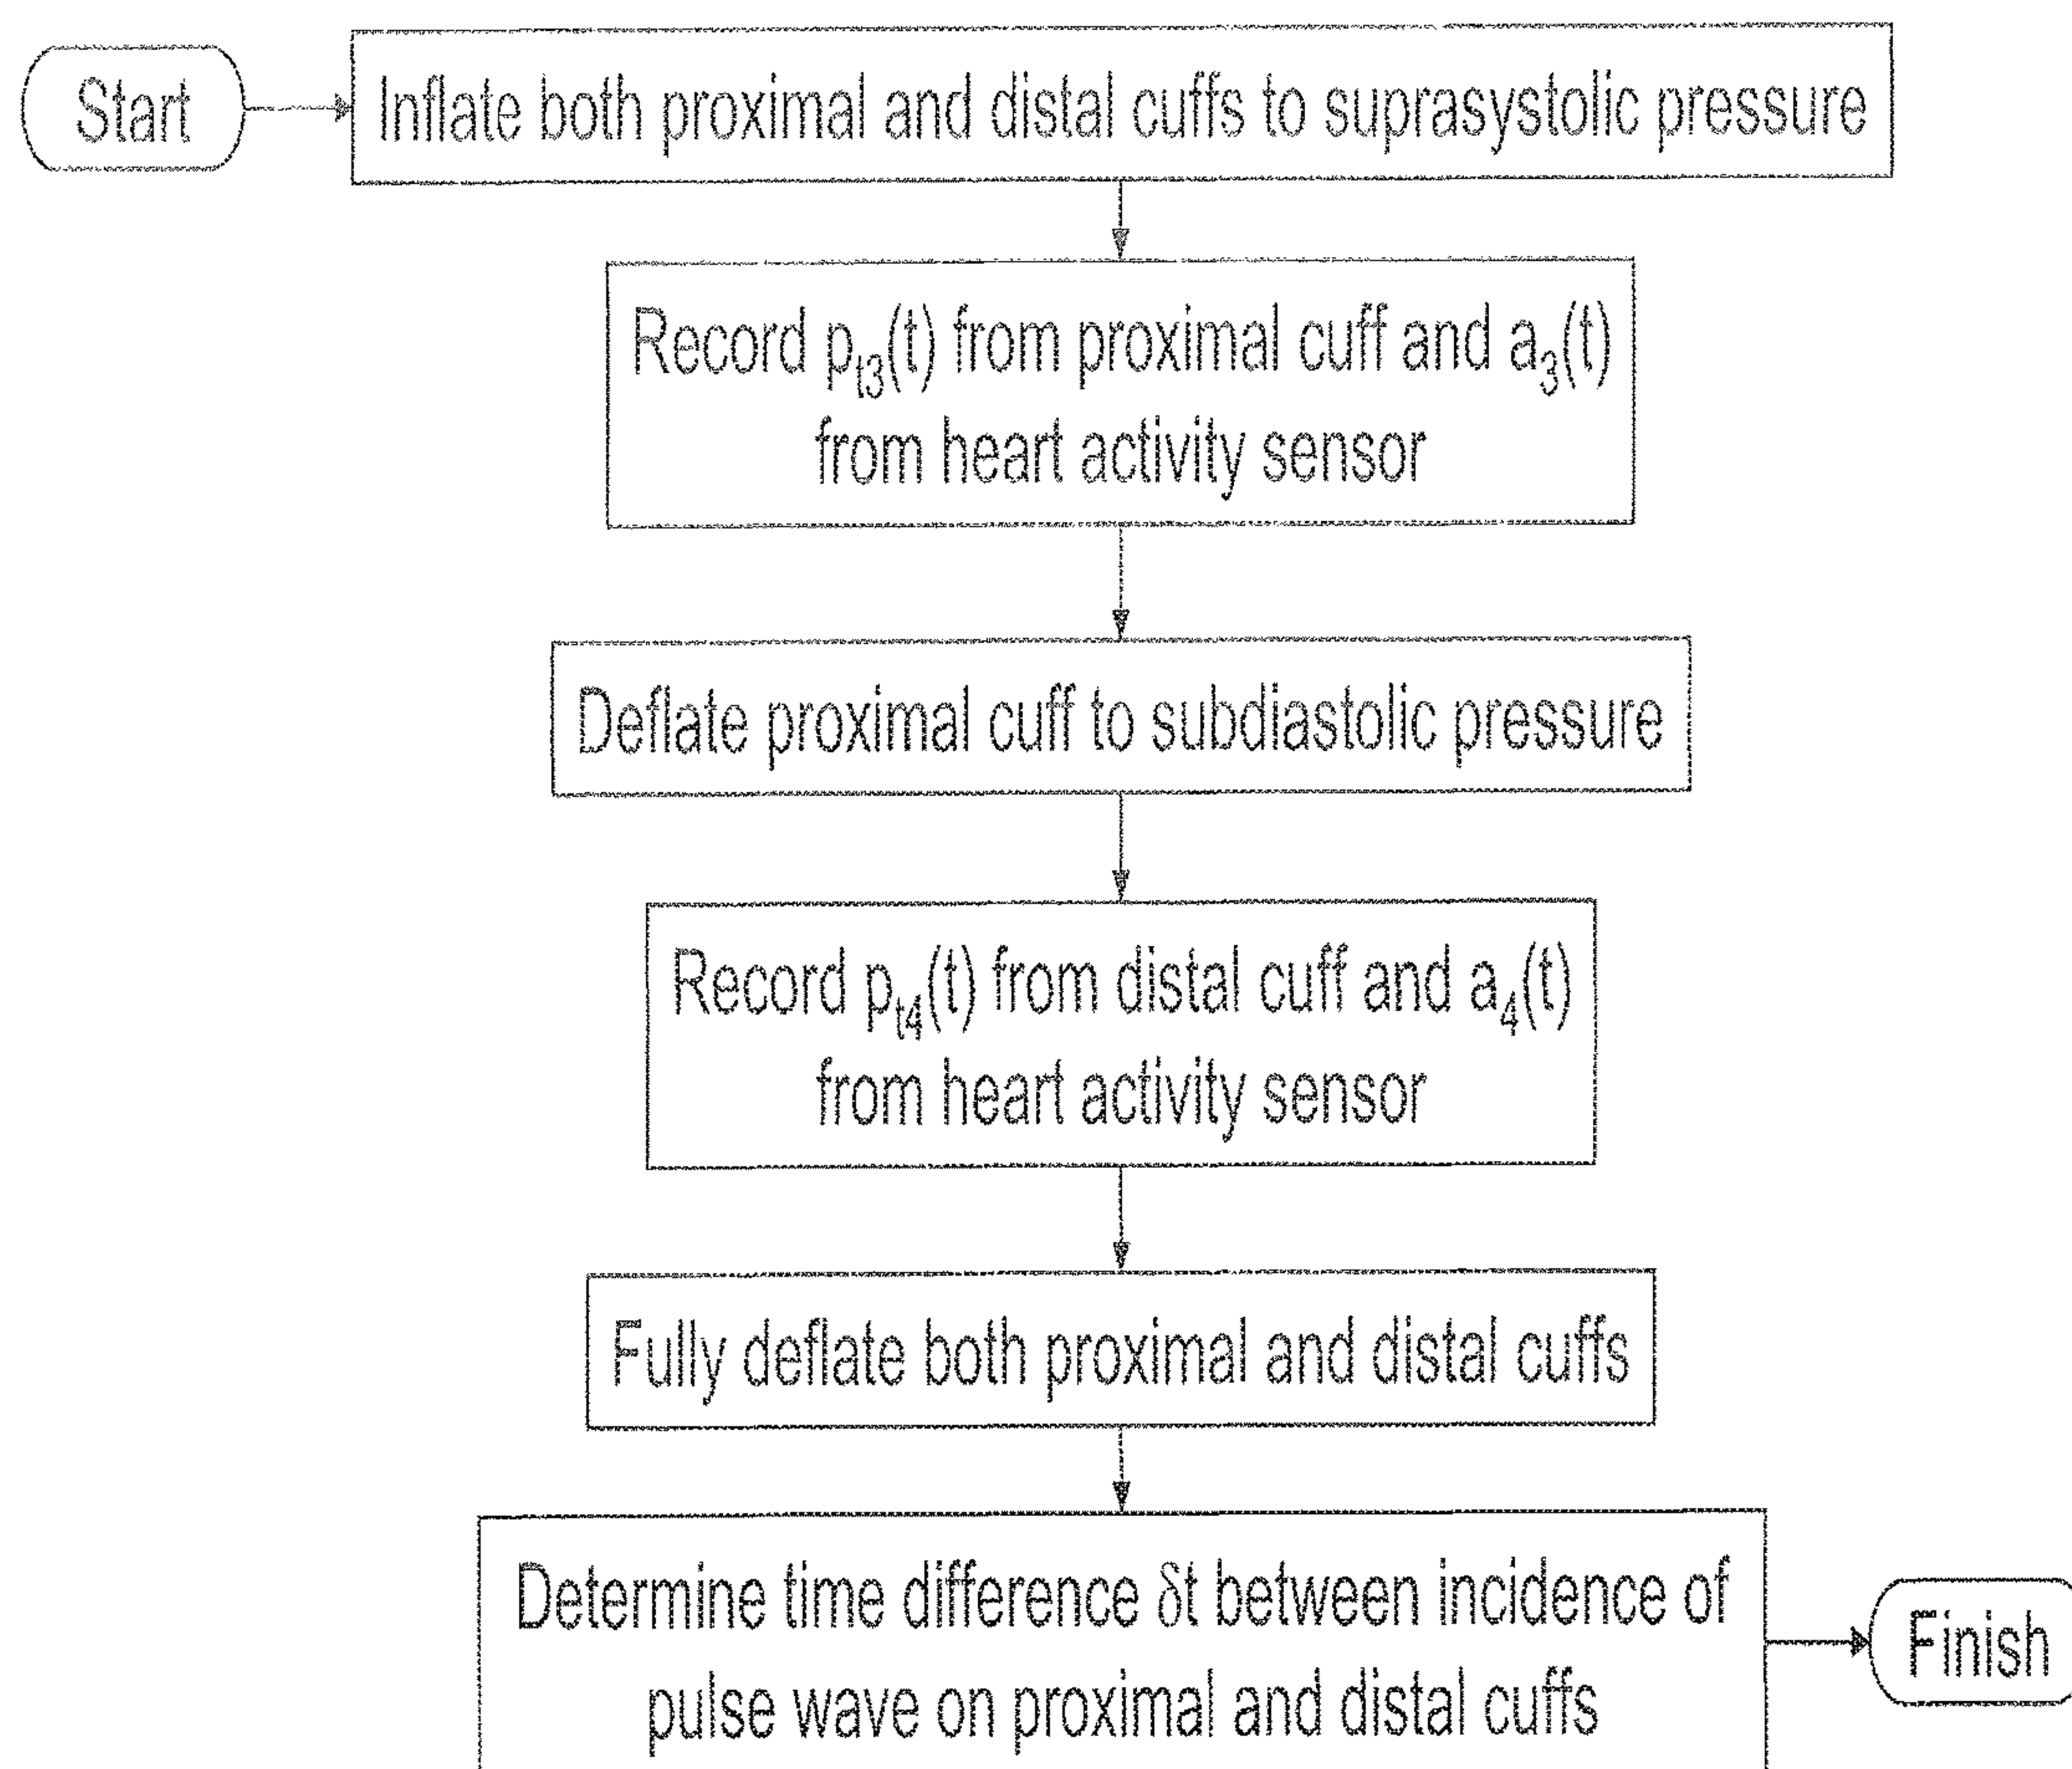 Start
Inflate both proximal and distal cuffs to suprasystolic pressure
Record pt3(t) from proximal cuff and a3(t)
from heart activity sensor
Deflate proximal cuff to subdiastolic pressure
Record pt4(t) from distal cuff and a4(t)
from heart activity sensor
Fully deflate both proximal and distal cuffs
Determine time difference δt between incidence of
pulse wave on proximal and distal cuffs
Finish